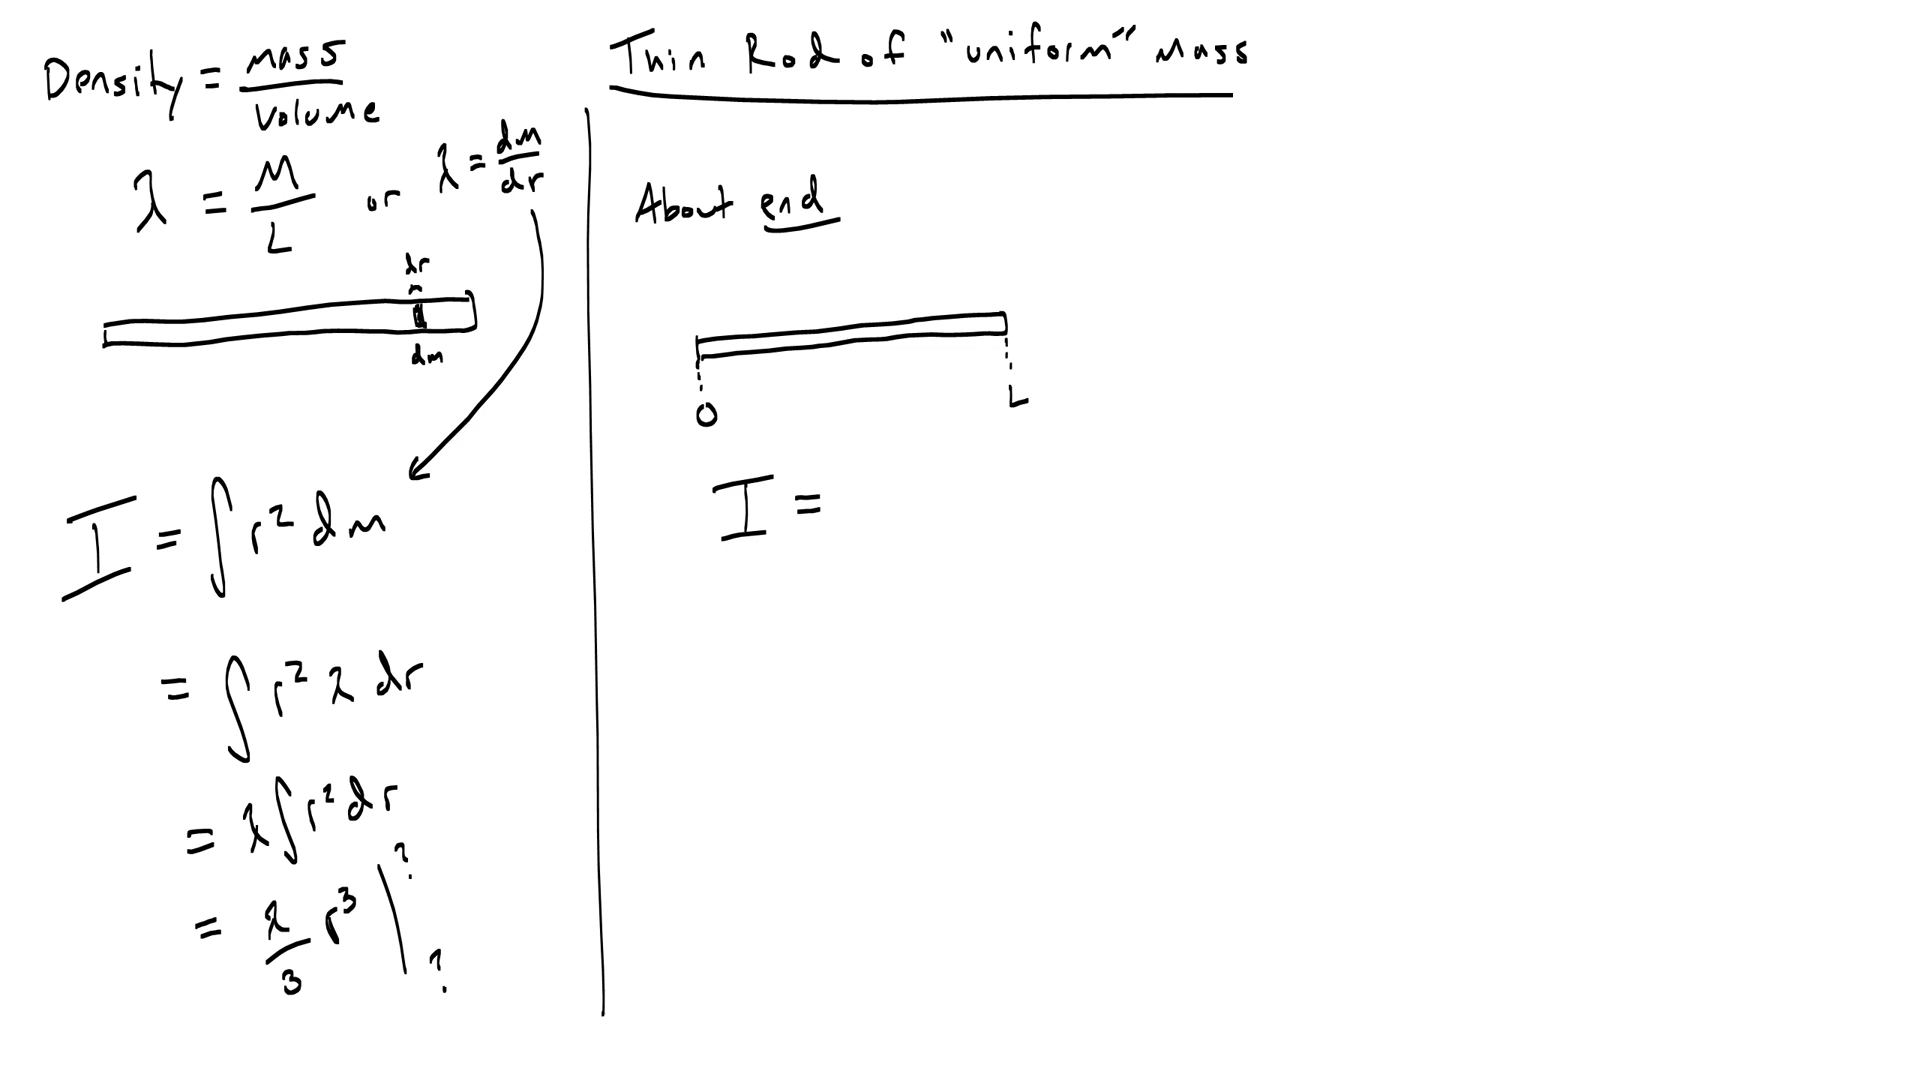 Density = mass / volume
λ = M / L or λ = dm / dr
dr
dm
I = ∫ r² dm
= ∫ r² λ dr
= λ ∫ r² dr
= λ/3 r³ | ? ?
Thin Rod of "uniform" Mass
About end
0 L
I =